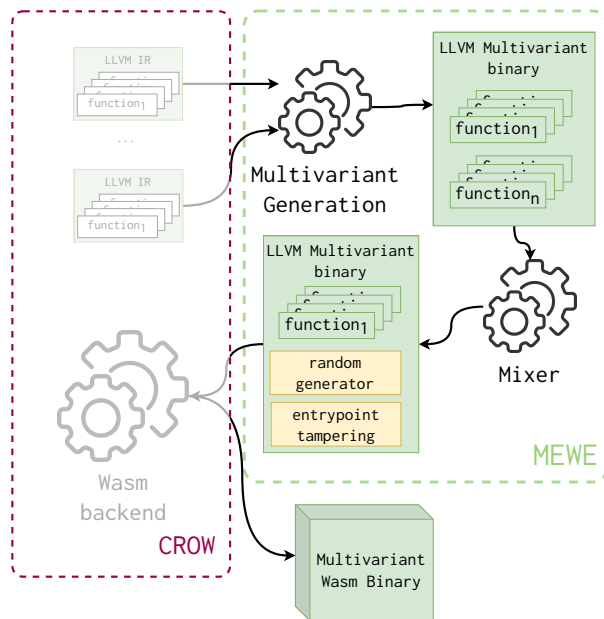 LLVM IR
function₁
...
LLVM IR
function₁
Multivariant
Generation
LLVM Multivariant
binary
function₁
functionₙ
Mixer
LLVM Multivariant
binary
function₁
random
generator
entrypoint
tampering
MEWE
Wasm
backend
CROW
Multivariant
Wasm Binary